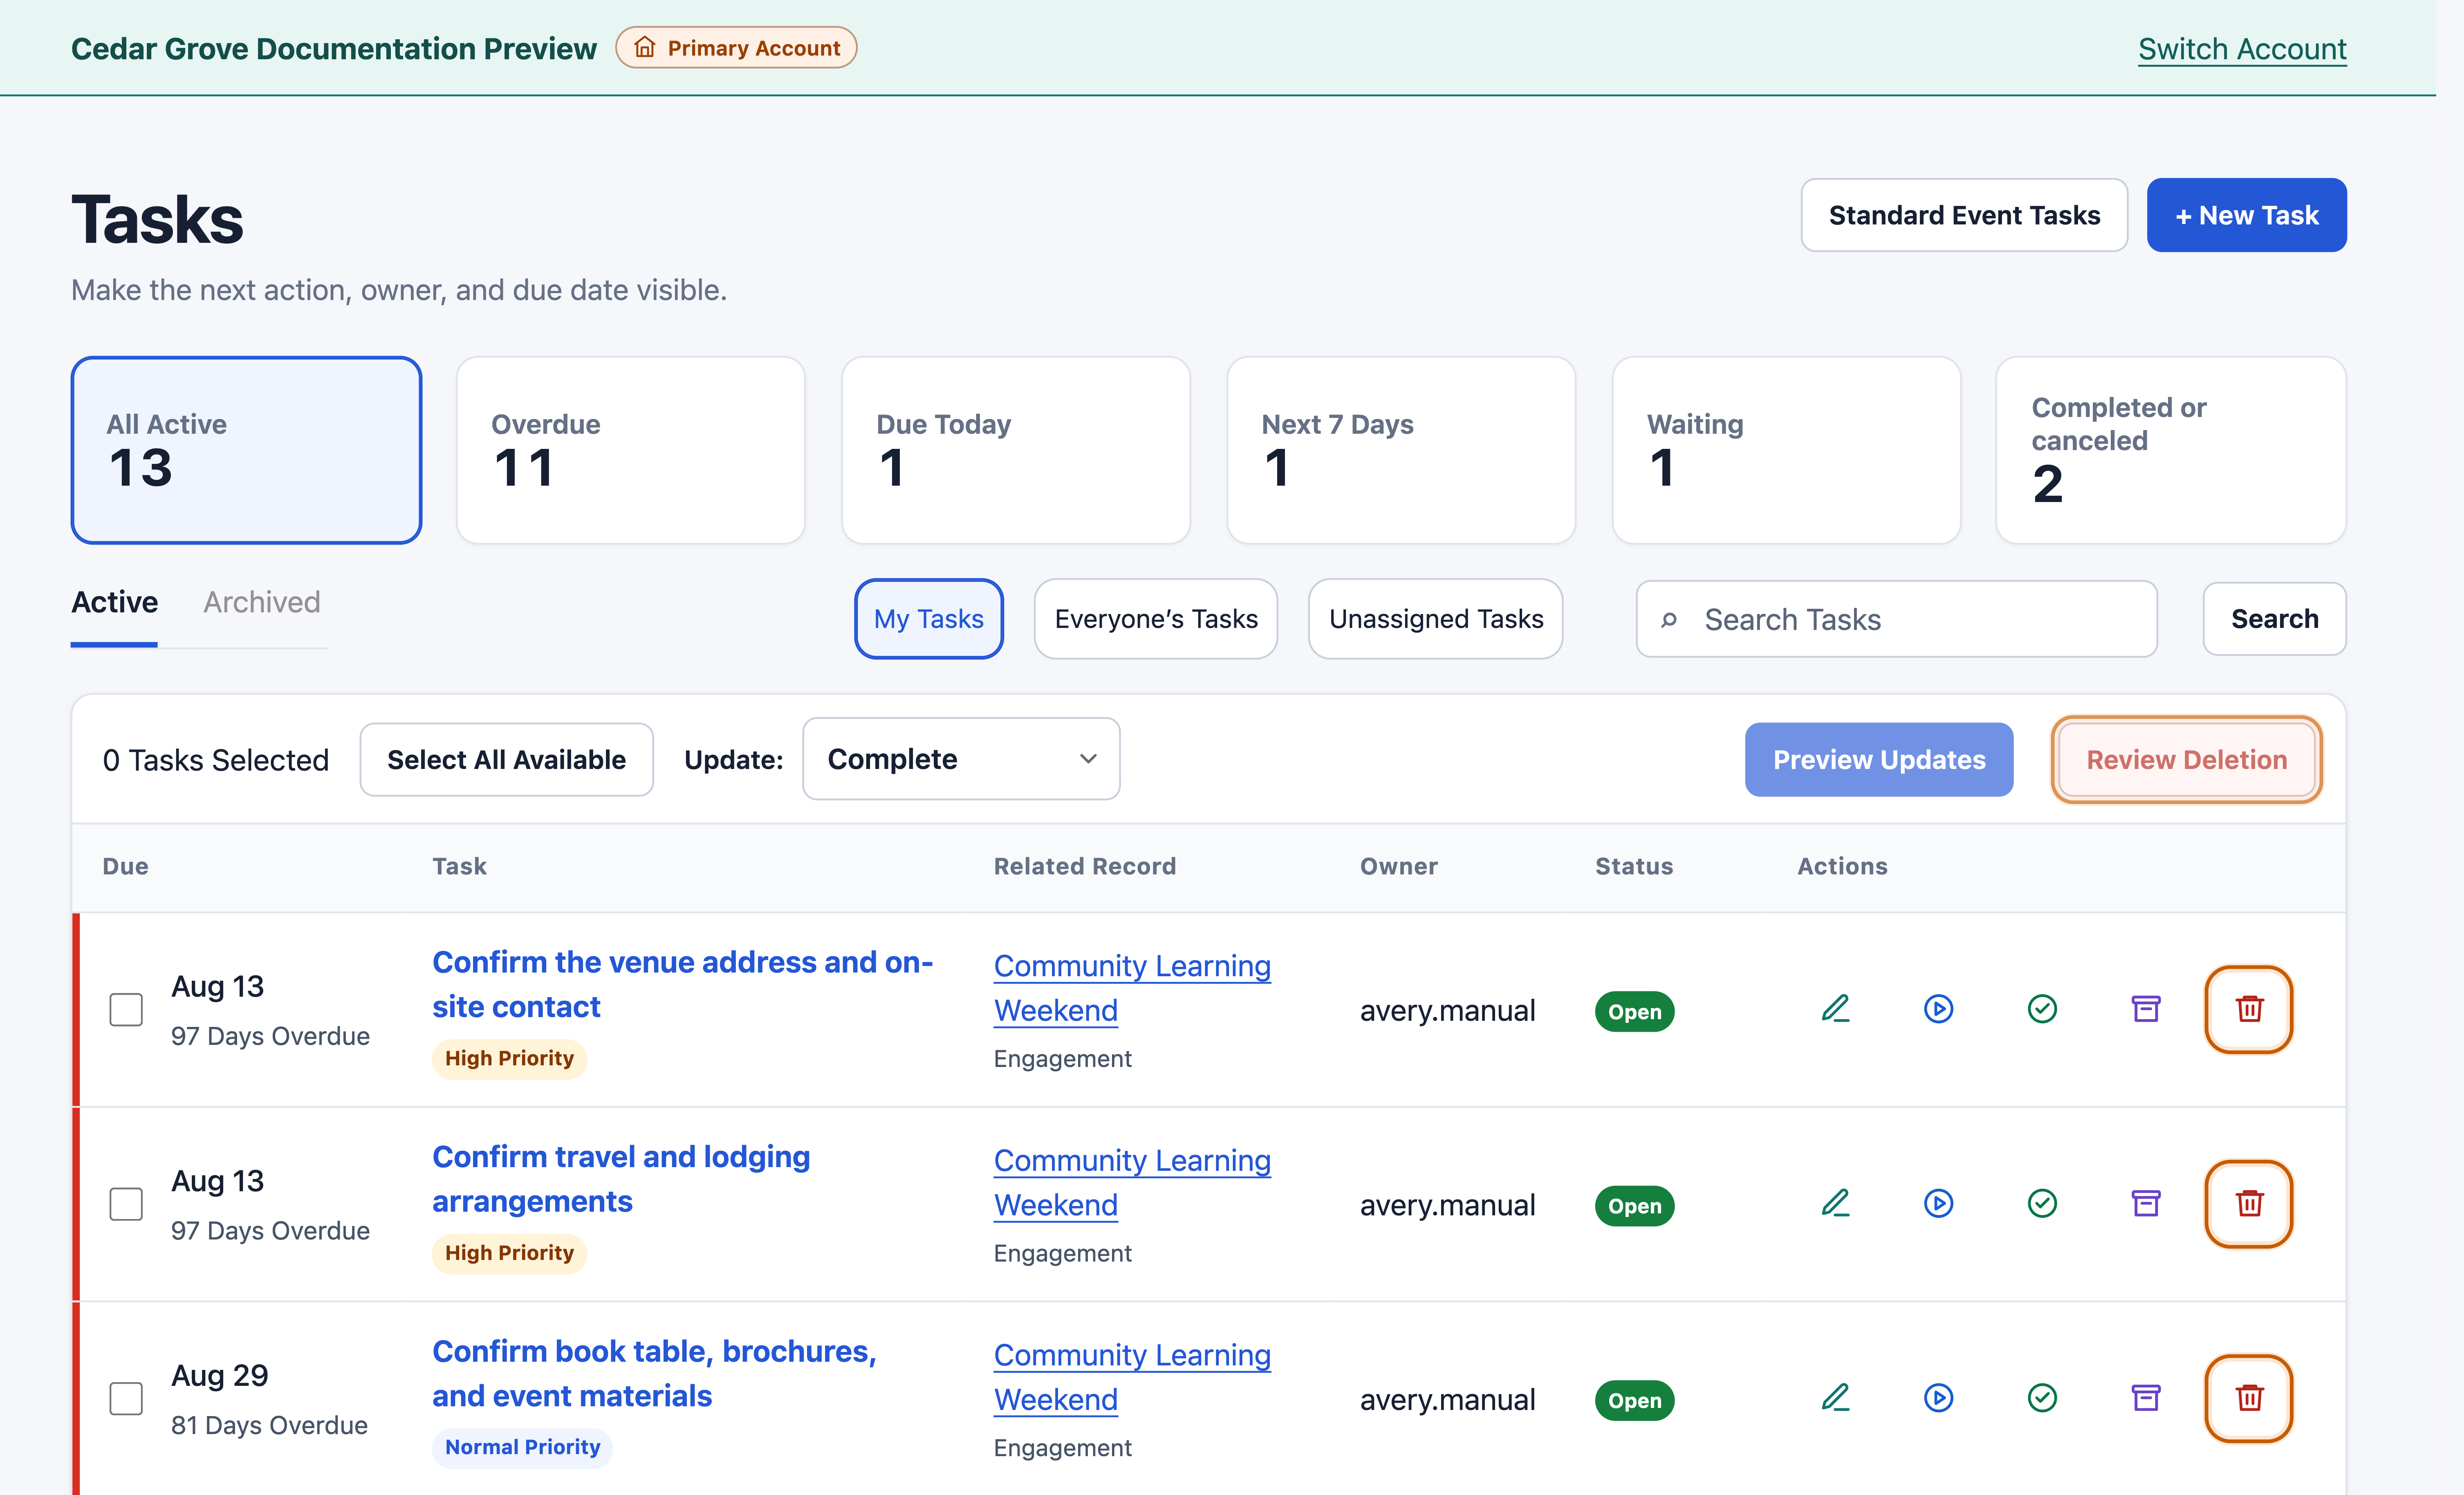 Cedar Grove Documentation Preview
Primary Account
Switch Account
Tasks
Standard Event Tasks
+ New Task
Make the next action, owner, and due date visible.
All Active
13
Overdue
11
Due Today
1
Next 7 Days
1
Waiting
1
Completed or
canceled
2
Active
Archived
My Tasks
Everyone’s Tasks
Unassigned Tasks
Search Tasks
Search
0 Tasks Selected
Select All Available
Update:
Complete
Preview Updates
Review Deletion
Due
Task
Related Record
Owner
Status
Actions
Aug 13
97 Days Overdue
Confirm the venue address and on-
site contact
High Priority
Community Learning
Weekend
Engagement
avery.manual
Open
Aug 13
97 Days Overdue
Confirm travel and lodging
arrangements
High Priority
Community Learning
Weekend
Engagement
avery.manual
Open
Aug 29
81 Days Overdue
Confirm book table, brochures,
and event materials
Normal Priority
Community Learning
Weekend
Engagement
avery.manual
Open